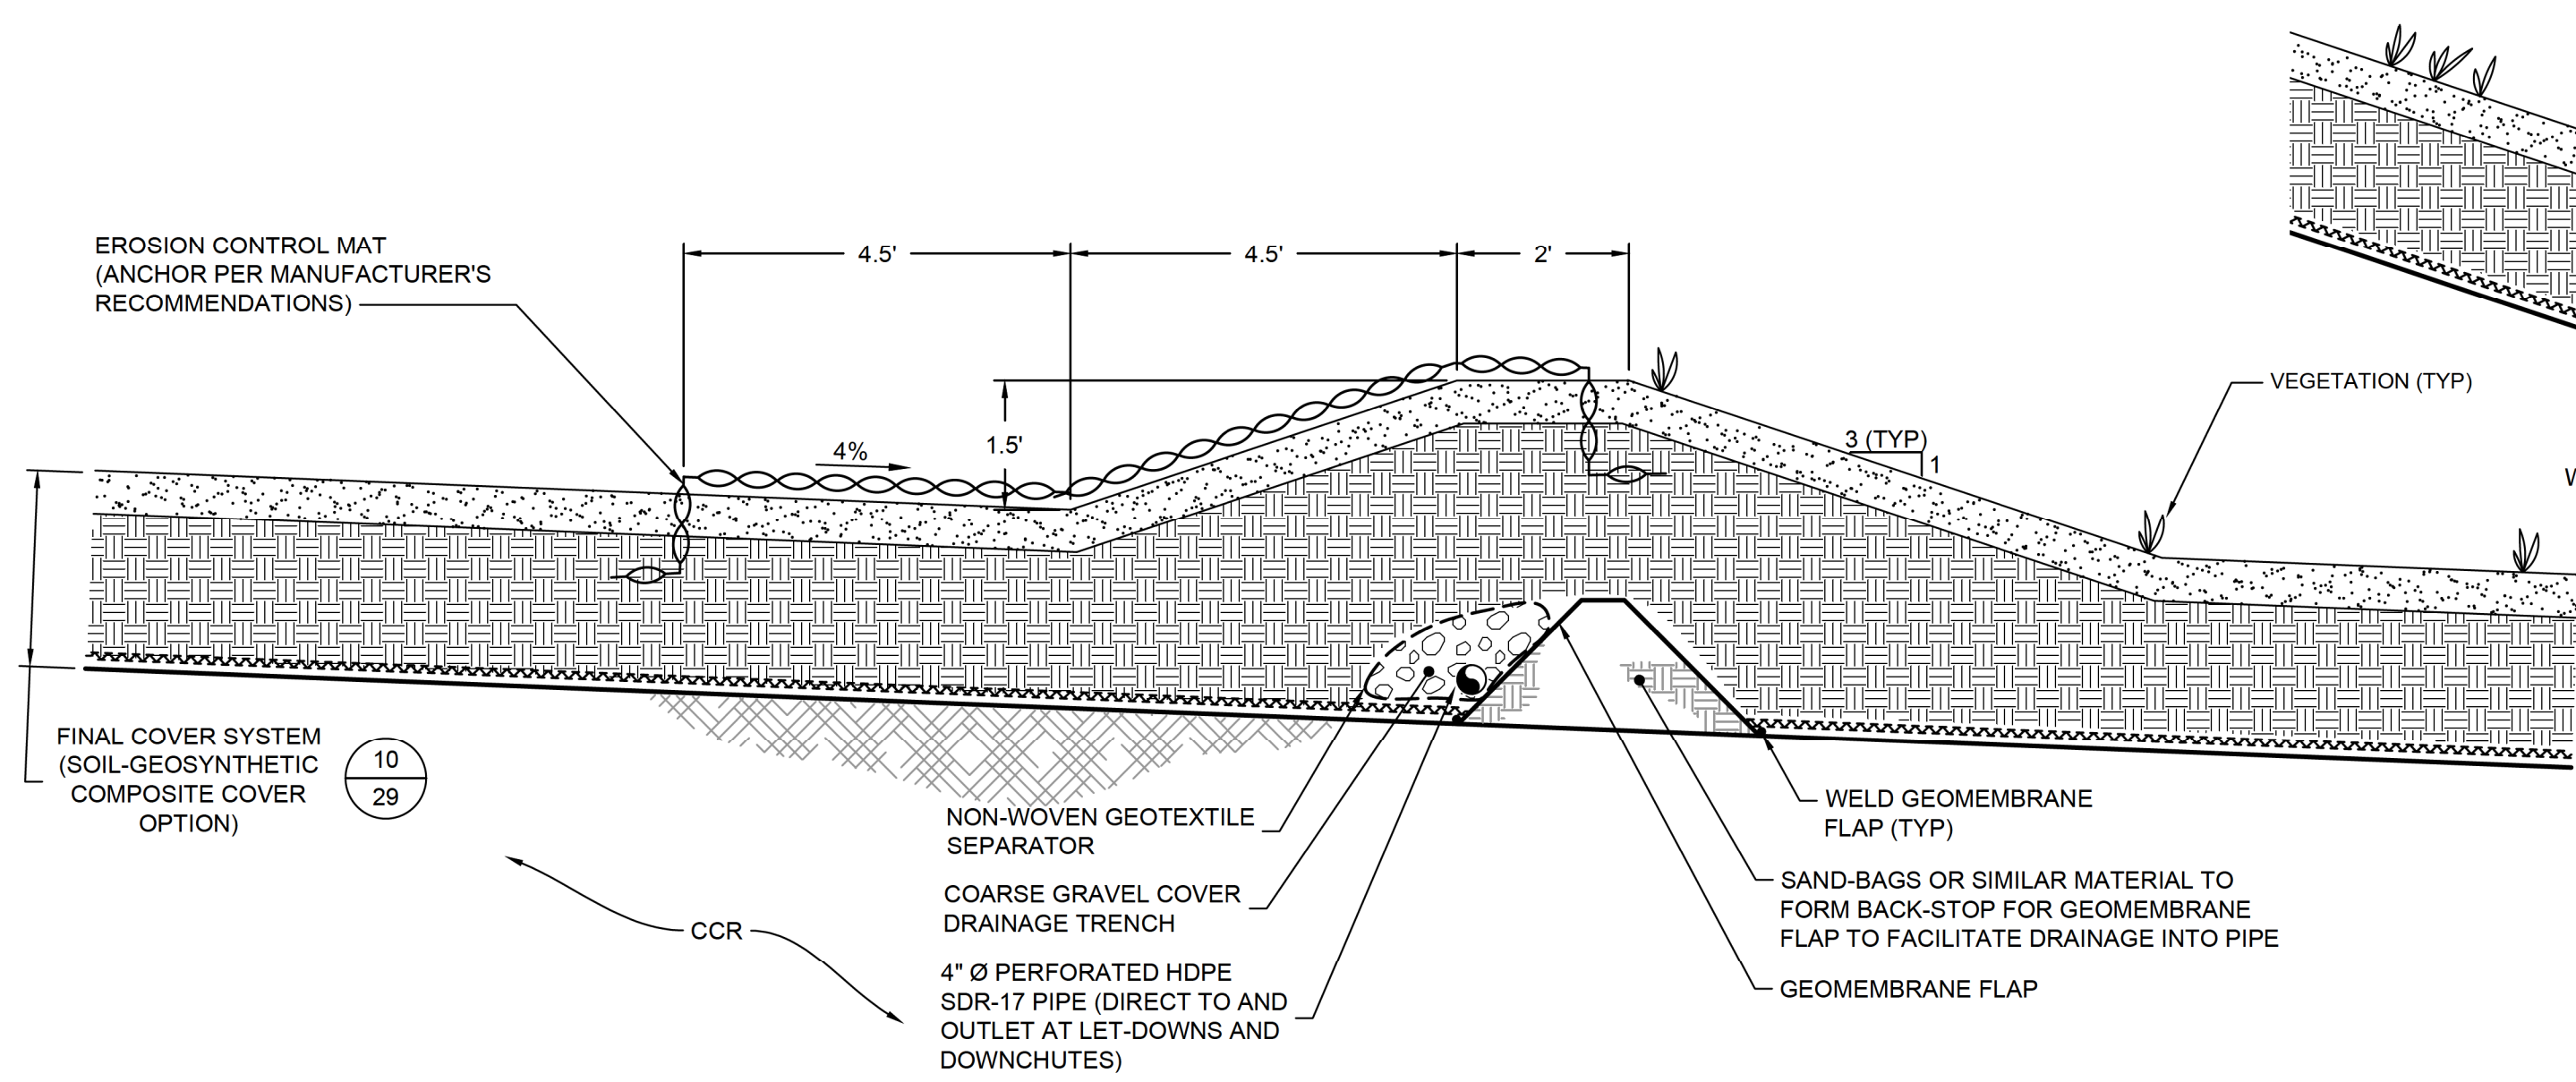 EROSION CONTROL MAT
(ANCHOR PER MANUFACTURER'S
RECOMMENDATIONS)
4.5'
4.5'
2'
4%
1.5'
3 (TYP)
1
VEGETATION (TYP)
W
FINAL COVER SYSTEM
(SOIL-GEOSYNTHETIC
COMPOSITE COVER
OPTION)
10
29
CCR
NON-WOVEN GEOTEXTILE
SEPARATOR
COARSE GRAVEL COVER
DRAINAGE TRENCH
4" Ø PERFORATED HDPE
SDR-17 PIPE (DIRECT TO AND
OUTLET AT LET-DOWNS AND
DOWNCHUTES)
WELD GEOMEMBRANE
FLAP (TYP)
SAND-BAGS OR SIMILAR MATERIAL TO
FORM BACK-STOP FOR GEOMEMBRANE
FLAP TO FACILITATE DRAINAGE INTO PIPE
GEOMEMBRANE FLAP